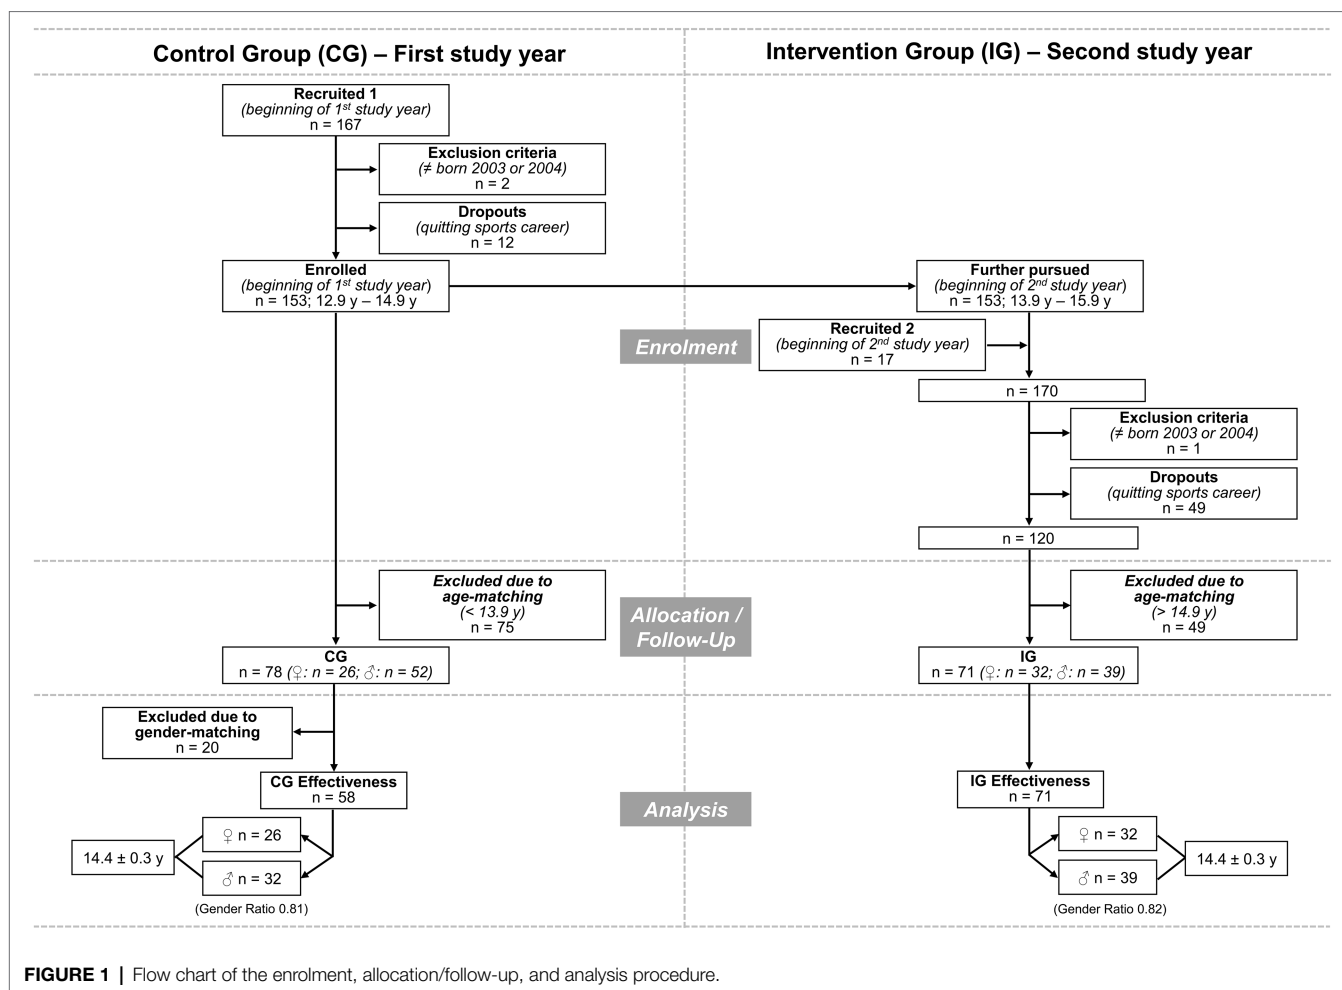 Control Group (CG) – First study year
Intervention Group (IG) – Second study year
Recruited 1
(beginning of 1st study year)
n = 167
Exclusion criteria
(≠ born 2003 or 2004)
n = 2
Dropouts
(quitting sports career)
n = 12
Enrolled
(beginning of 1st study year)
n = 153; 12.9 y – 14.9 y
Further pursued
(beginning of 2nd study year)
n = 153; 13.9 y – 15.9 y
Enrolment
Recruited 2
(beginning of 2nd study year)
n = 17
n = 170
Exclusion criteria
(≠ born 2003 or 2004)
n = 1
Dropouts
(quitting sports career)
n = 49
n = 120
Excluded due to
age-matching
(< 13.9 y)
n = 75
Allocation /
Follow-Up
Excluded due to
age-matching
(> 14.9 y)
n = 49
CG
n = 78 (♀: n = 26; ♂: n = 52)
IG
n = 71 (♀: n = 32; ♂: n = 39)
Excluded due to
gender-matching
n = 20
CG Effectiveness
n = 58
Analysis
IG Effectiveness
n = 71
♀ n = 26
14.4 ± 0.3 y
♂ n = 32
(Gender Ratio 0.81)
♀ n = 32
14.4 ± 0.3 y
♂ n = 39
(Gender Ratio 0.82)
FIGURE 1 | Flow chart of the enrolment, allocation/follow-up, and analysis procedure.